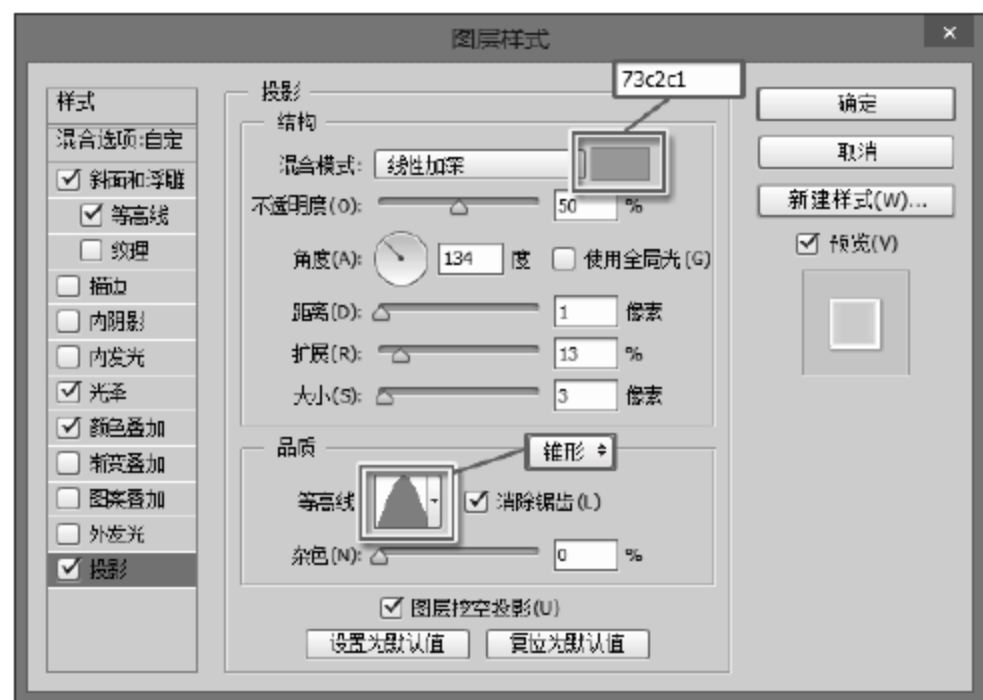 图层样式
样式
混合选项:自定
斜面和浮雕
等高线
纹理
描边
内阴影
内发光
光泽
颜色叠加
渐变叠加
图案叠加
外发光
投影
投影
结构
73c2c1
混合模式: 线性加深
不透明度(O): 50 %
角度(A): 134 度 使用全局光(G)
距离(D): 1 像素
扩展(R): 13 %
大小(S): 3 像素
品质
锥形
等高线 消除锯齿(L)
杂色(N): 0 %
图层挖空投影(U)
设置为默认值 复位为默认值
确定
取消
新建样式(W)...
预览(V)